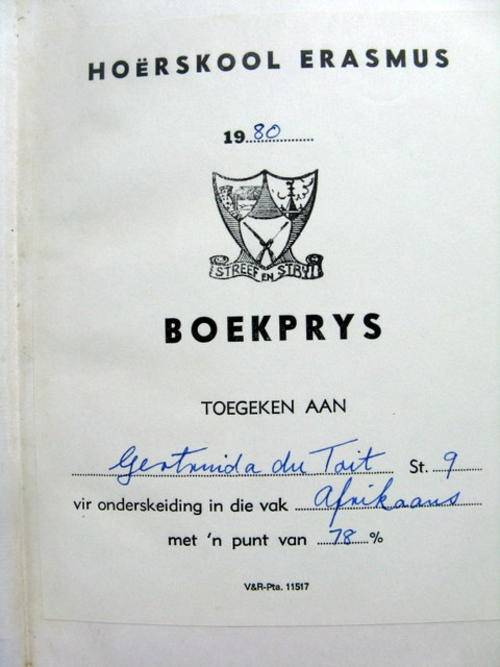 HOËRSKOOL ERASMUS
1980
STREEF EN STRY
BOEKPRYS
TOEGEKEN AAN
Gertruida du Toit St. 9
vir onderskeiding in die vak Afrikaans
met 'n punt van 78 %
V&R-Pta. 11517